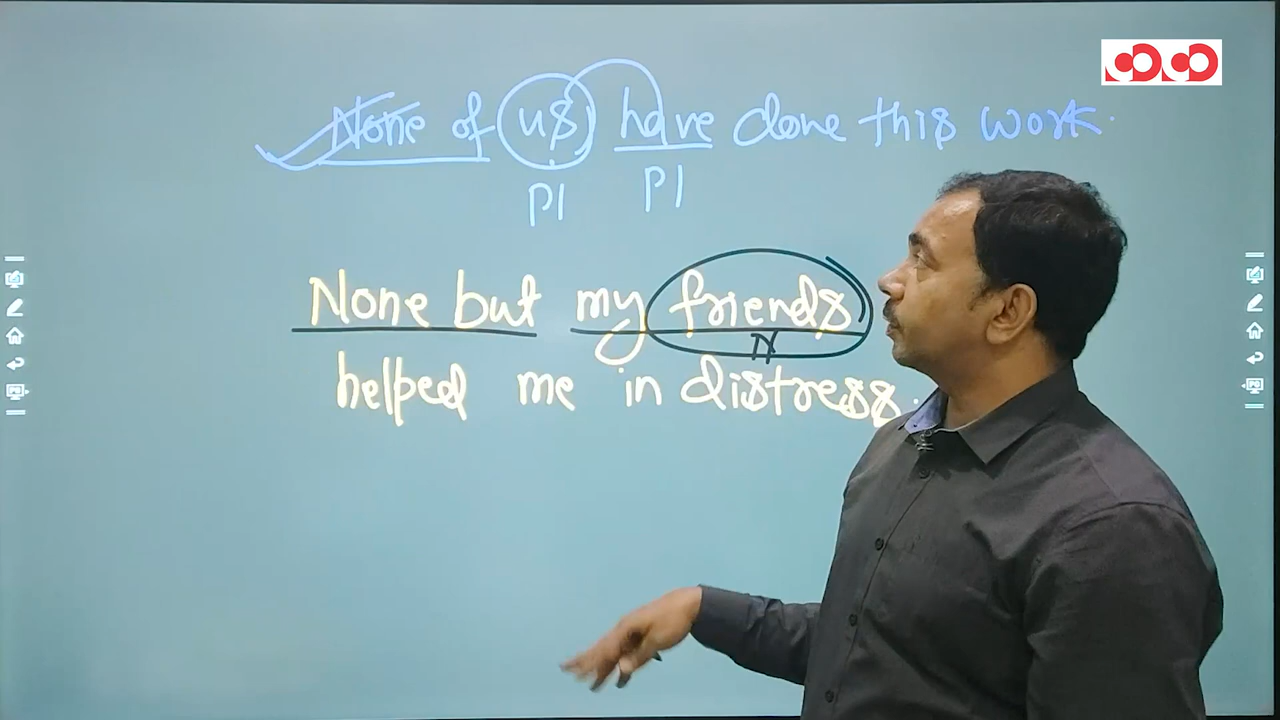 None of us have done this work.
Pl Pl
None but my friends
N
helped me in distress.